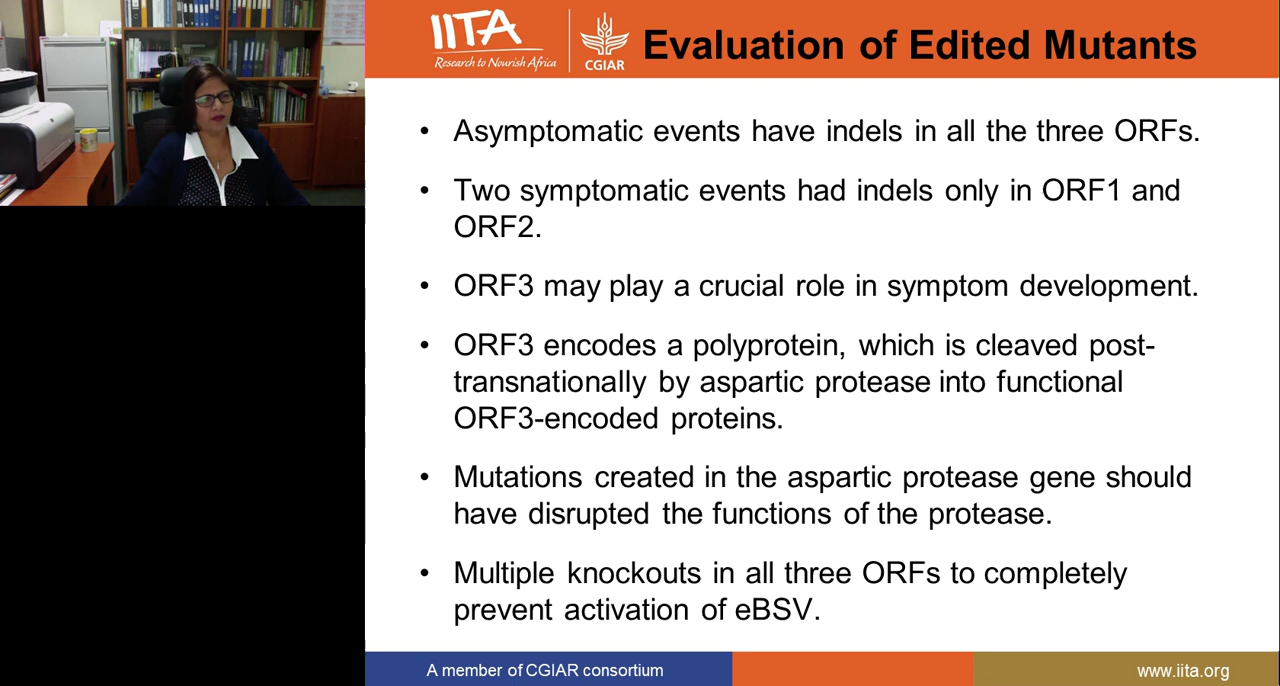 IITA
Research to Nourish Africa
CGIAR
Evaluation of Edited Mutants
• Asymptomatic events have indels in all the three ORFs.
• Two symptomatic events had indels only in ORF1 and
ORF2.
• ORF3 may play a crucial role in symptom development.
• ORF3 encodes a polyprotein, which is cleaved post-
transnationally by aspartic protease into functional
ORF3-encoded proteins.
• Mutations created in the aspartic protease gene should
have disrupted the functions of the protease.
• Multiple knockouts in all three ORFs to completely
prevent activation of eBSV.
A member of CGIAR consortium
www.iita.org